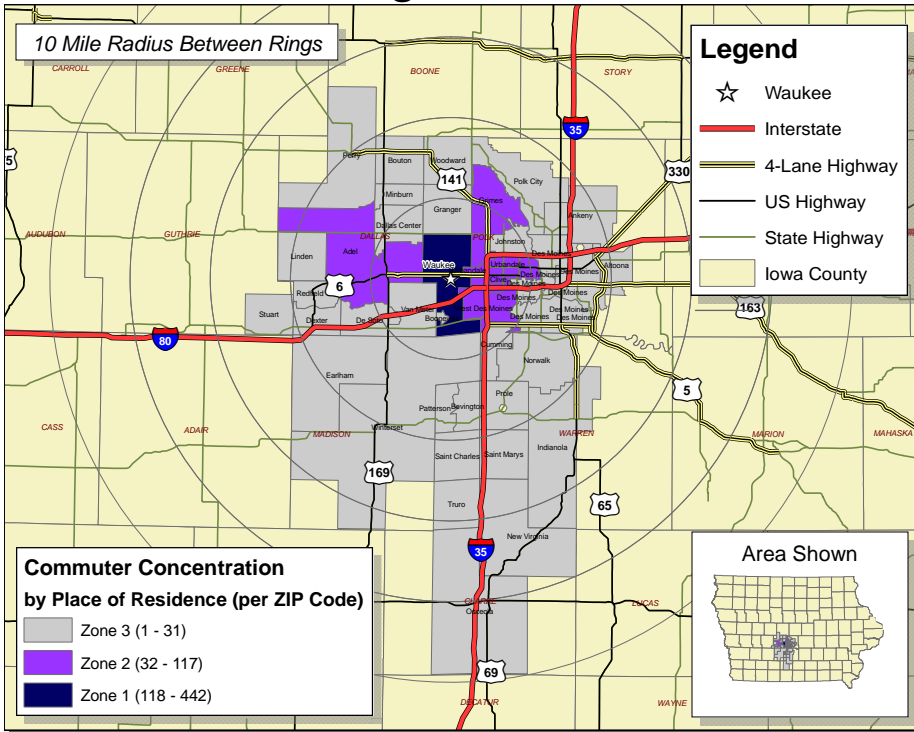 10 Mile Radius Between Rings
Legend
Waukee
Interstate
4-Lane Highway
US Highway
State Highway
Iowa County
CARROLL
GREENE
BOONE
STORY
35
141
330
Perry
Bouton
Woodward
Polk City
Minburn
Granger
Grimes
Ankeny
Dallas Center
AUDUBON
GUTHRIE
DALLAS
POLK
Johnston
Linden
Adel
Urbandale
Des Moines
Altoona
Waukee
Clive
Des Moines
Des Moines
Des Moines
6
Redfield
Des Moines
Des Moines
Stuart
Dexter
De Soto
Van Meter
Booneville
West Des Moines
Des Moines
Des Moines
163
80
Cumming
Norwalk
Earlham
Prole
5
Patterson
Bevington
CASS
ADAIR
MADISON
Winterset
WARREN
MARION
MAHASKA
169
Saint Charles
Saint Marys
Indianola
Truro
65
New Virginia
35
CLARKE
Osceola
LUCAS
69
DECATUR
WAYNE
Commuter Concentration
by Place of Residence (per ZIP Code)
Zone 3 (1 - 31)
Zone 2 (32 - 117)
Zone 1 (118 - 442)
Area Shown